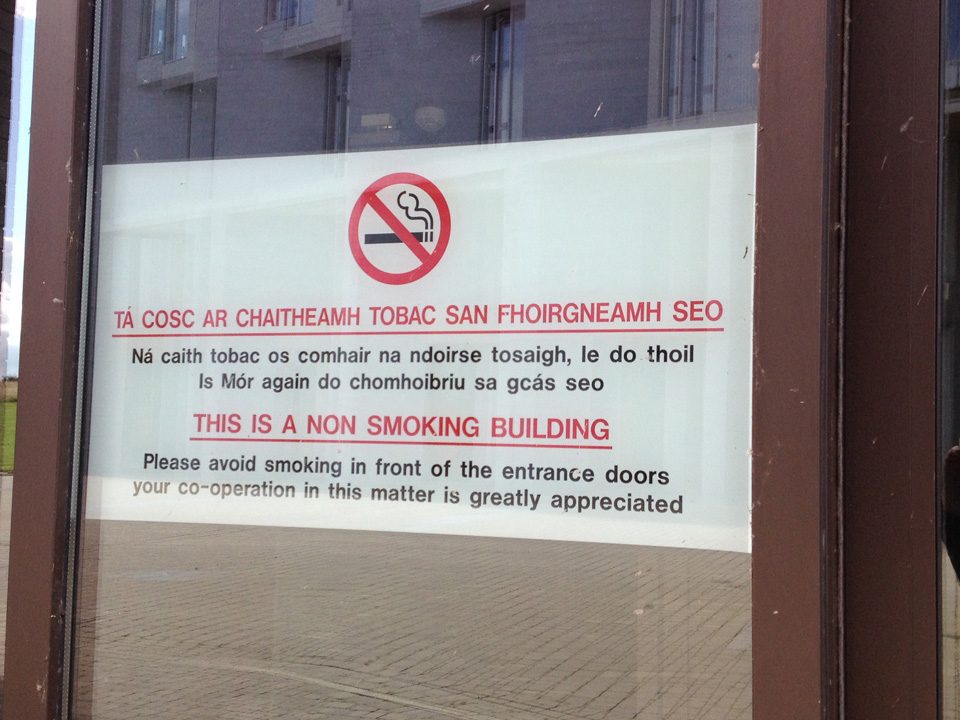 TÁ COSC AR CHAITHEAMH TOBAC SAN FHOIRGNEAMH SEO
Ná caith tobac os comhair na ndoirse tosaigh, le do thoil
Is Mór again do chomhoibriu sa gcás seo
THIS IS A NON SMOKING BUILDING
Please avoid smoking in front of the entrance doors
your co-operation in this matter is greatly appreciated